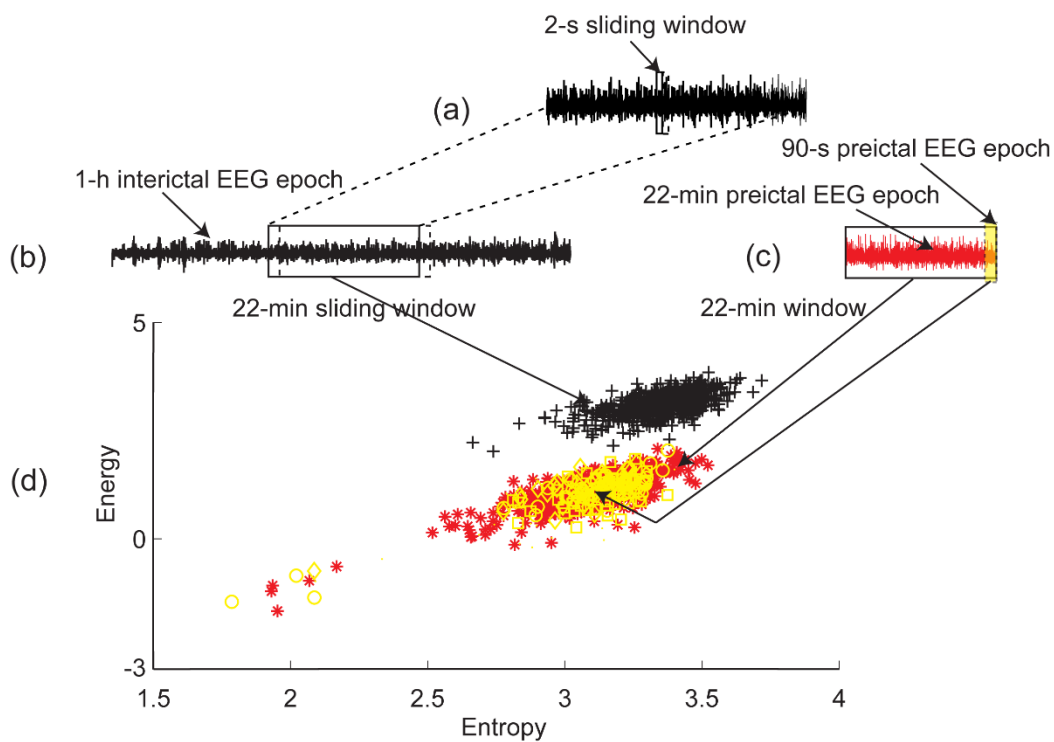 2-s sliding window
(a)
90-s preictal EEG epoch
1-h interictal EEG epoch
22-min preictal EEG epoch
(b)
(c)
22-min sliding window
22-min window
5
(d)
Energy
0
-3
1.5
2
2.5
3
3.5
4
Entropy